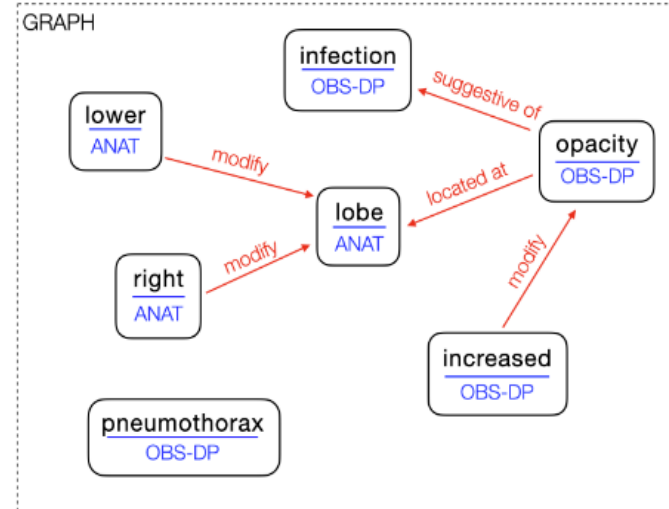 GRAPH
infection
OBS-DP
suggestive of
lower
ANAT
opacity
OBS-DP
modify
located at
lobe
ANAT
modify
right
ANAT
modify
increased
OBS-DP
pneumothorax
OBS-DP